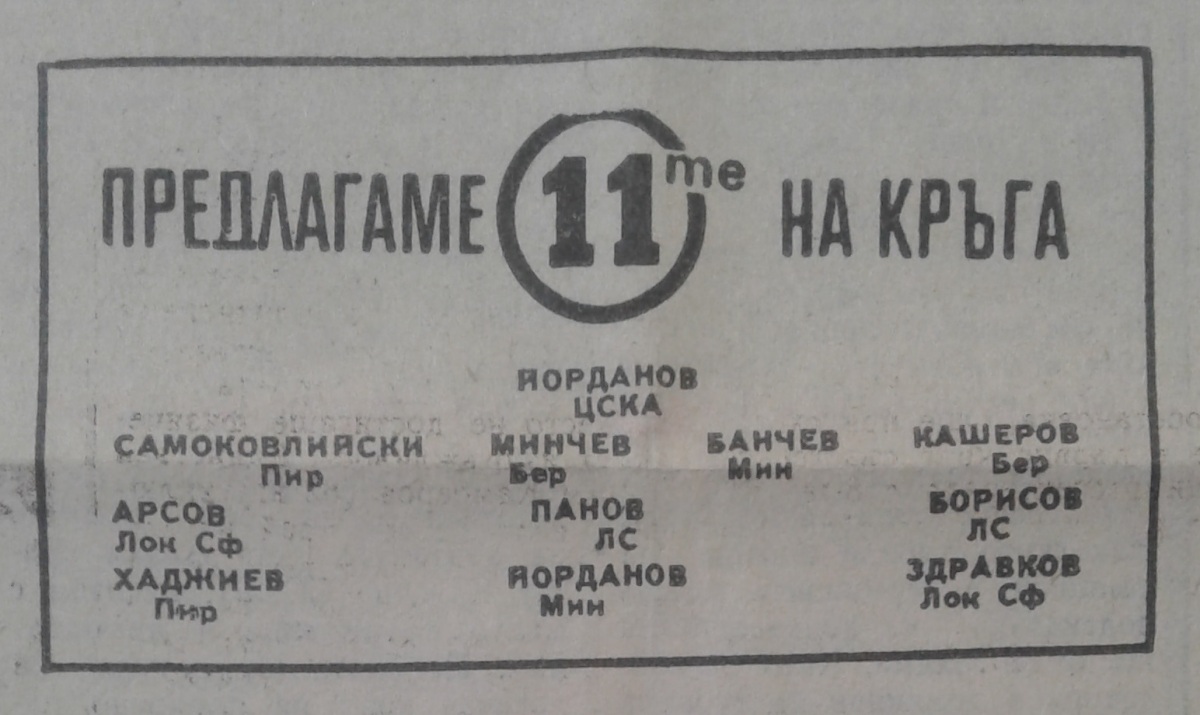 ПРЕДЛАГАМЕ 11те НА КРЪГА
ЙОРДАНОВ
ЦСКА
САМОКОВЛИЙСКИ МИНЧЕВ БАНЧЕВ КАШЕРОВ
Пир Бер Мин Бер
АРСОВ ПАНОВ БОРИСОВ
Лок Сф ЛС ЛС
ХАДЖИЕВ ЙОРДАНОВ ЗДРАВКОВ
Пир Мин Лок Сф